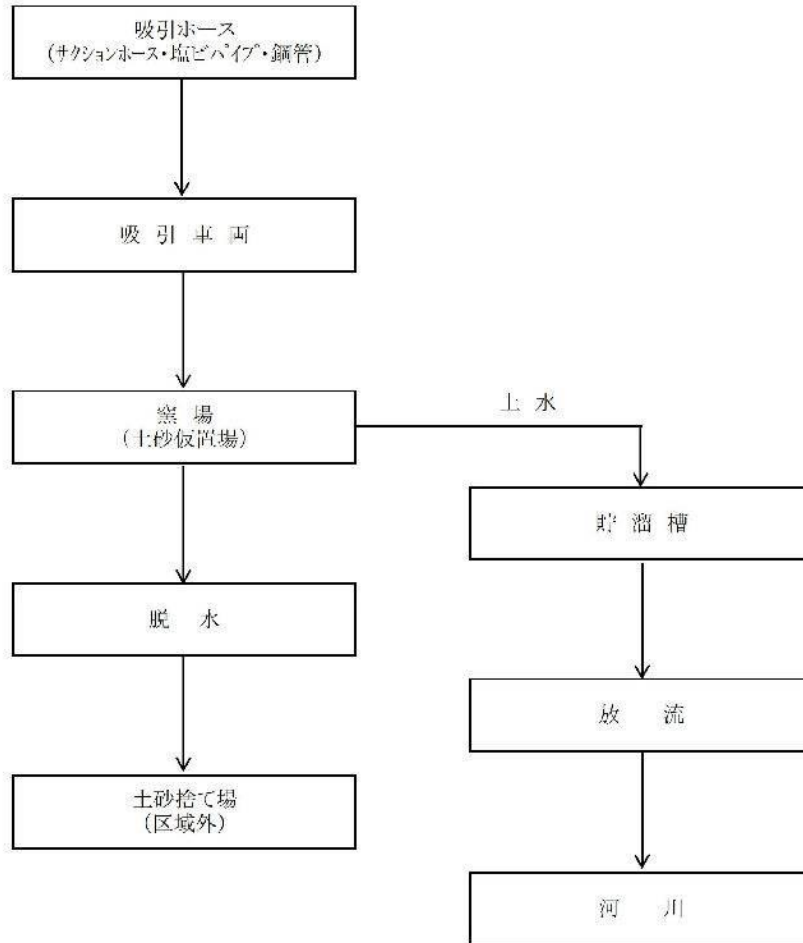 吸引ホース
（サクションホース・塩ビパイプ・鋼管）
吸 引 車 両
窯 場
（土砂仮置場）
上 水
貯 溜 槽
脱 水
放 流
土砂捨て場
（区域外）
河 川